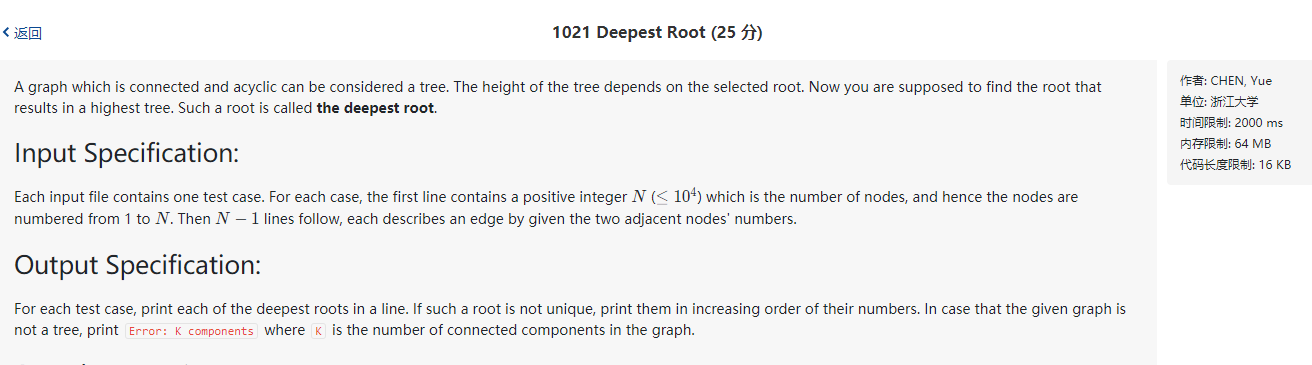 返回
1021 Deepest Root (25 分)
A graph which is connected and acyclic can be considered a tree. The height of the tree depends on the selected root. Now you are supposed to find the root that
results in a highest tree. Such a root is called the deepest root.
Input Specification:
Each input file contains one test case. For each case, the first line contains a positive integer N (≤ 10⁴) which is the number of nodes, and hence the nodes are
numbered from 1 to N. Then N − 1 lines follow, each describes an edge by given the two adjacent nodes' numbers.
Output Specification:
For each test case, print each of the deepest roots in a line. If such a root is not unique, print them in increasing order of their numbers. In case that the given graph is
not a tree, print Error: K components where K is the number of connected components in the graph.
作者: CHEN, Yue
单位: 浙江大学
时间限制: 2000 ms
内存限制: 64 MB
代码长度限制: 16 KB